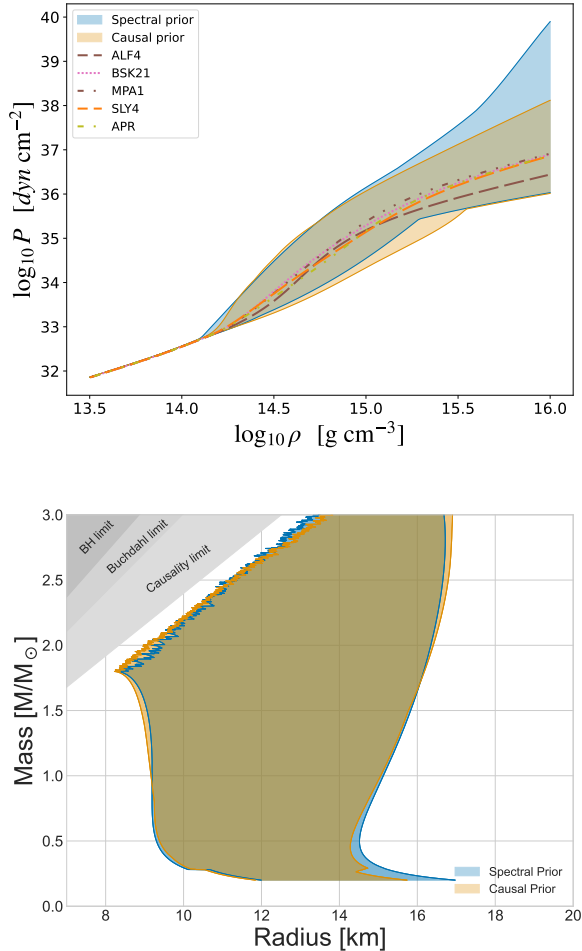 40
39
38
37
36
35
34
33
32
log₁₀ P [dyn cm⁻²]
Spectral prior
Causal prior
ALF4
BSK21
MPA1
SLY4
APR
13.5 14.0 14.5 15.0 15.5 16.0
log₁₀ ρ [g cm⁻³]
3.0
2.5
2.0
1.5
1.0
0.5
0.0
Mass [M/M⊙]
BH limit
Buchdahl limit
Causality limit
Spectral Prior
Causal Prior
8 10 12 14 16 18 20
Radius [km]